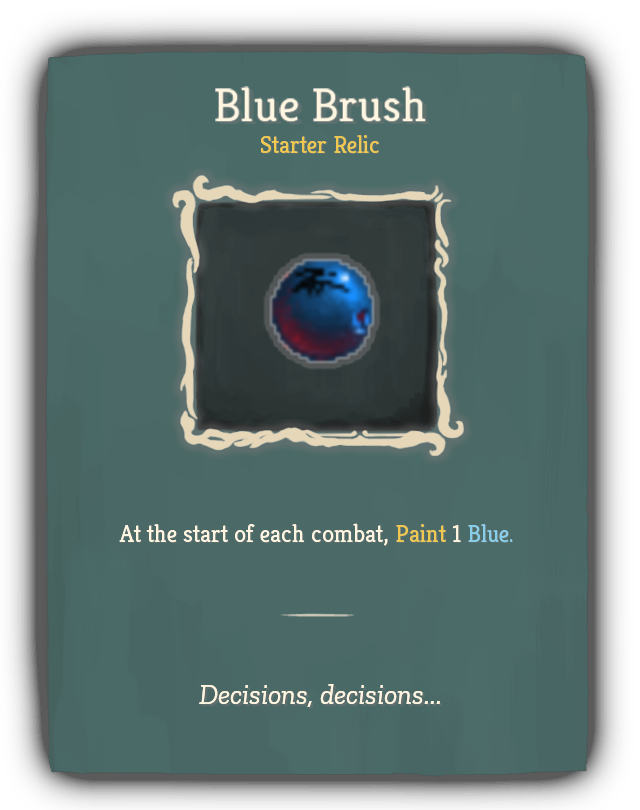 Blue Brush
Starter Relic
At the start of each combat, Paint 1 Blue.
Decisions, decisions...